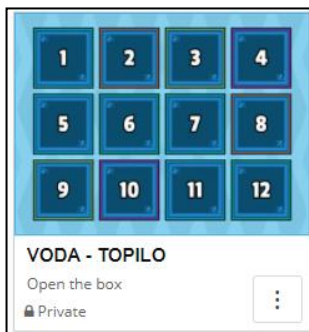 1 2 3 4
5 6 7 8
9 10 11 12
VODA - TOPILO
Open the box
Private